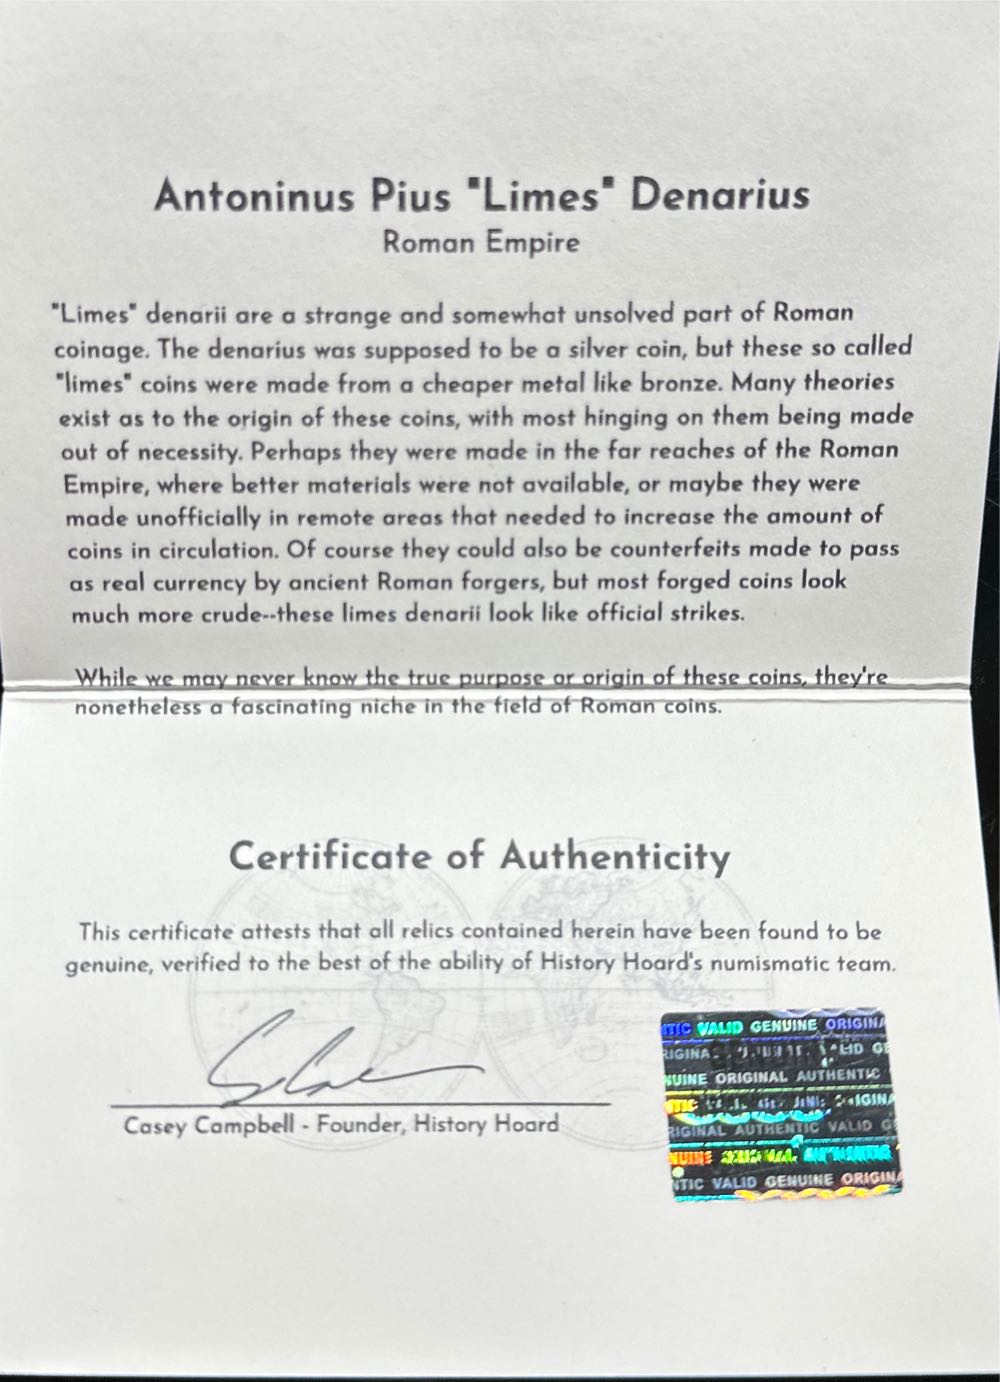 Antoninus Pius "Limes" Denarius
Roman Empire
"Limes" denarii are a strange and somewhat unsolved part of Roman
coinage. The denarius was supposed to be a silver coin, but these so called
"limes" coins were made from a cheaper metal like bronze. Many theories
exist as to the origin of these coins, with most hinging on them being made
out of necessity. Perhaps they were made in the far reaches of the Roman
Empire, where better materials were not available, or maybe they were
made unofficially in remote areas that needed to increase the amount of
coins in circulation. Of course they could also be counterfeits made to pass
as real currency by ancient Roman forgers, but most forged coins look
much more crude--these limes denarii look like official strikes.
While we may never know the true purpose or origin of these coins, they're
nonetheless a fascinating niche in the field of Roman coins.
Certificate of Authenticity
This certificate attests that all relics contained herein have been found to be
genuine, verified to the best of the ability of History Hoard's numismatic team.
Casey Campbell - Founder, History Hoard
TIC VALID GENUINE ORIGINA
RIGINA
UINE ORIGINAL AUTHENTIC
RIGINAL AUTHENTIC VALID G
NUINE ORIGINAL AUTHENTIC
NTIC VALID GENUINE ORIGINA